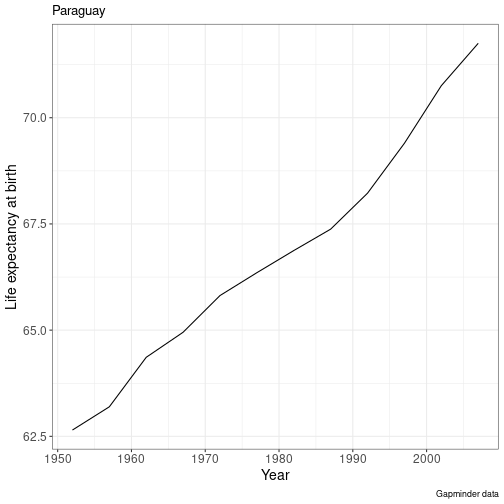 Paraguay
70.0
67.5
65.0
62.5
Life expectancy at birth
1950 1960 1970 1980 1990 2000
Year
Gapminder data